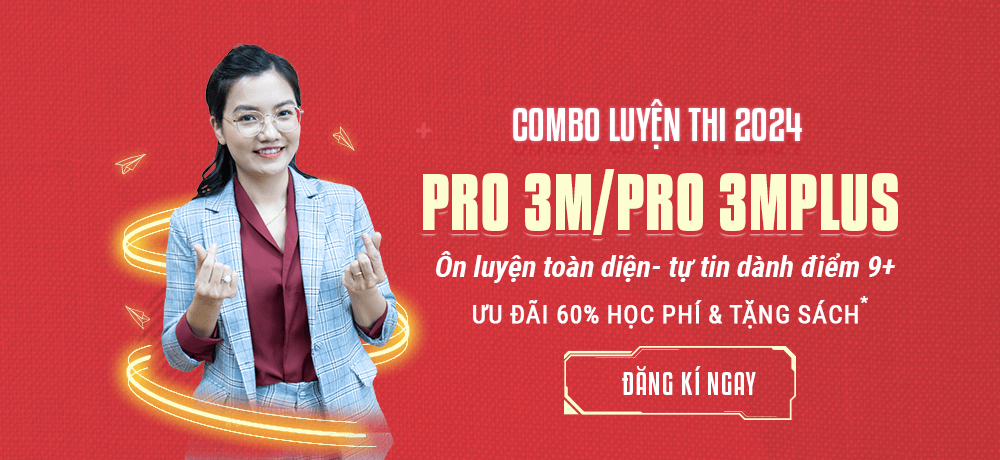 COMBO LUYỆN THI 2024
PRO 3M/PRO 3MPLUS
Ôn luyện toàn diện- tự tin dành điểm 9+
ƯU ĐÃI 60% HỌC PHÍ & TẶNG SÁCH*
ĐĂNG KÍ NGAY